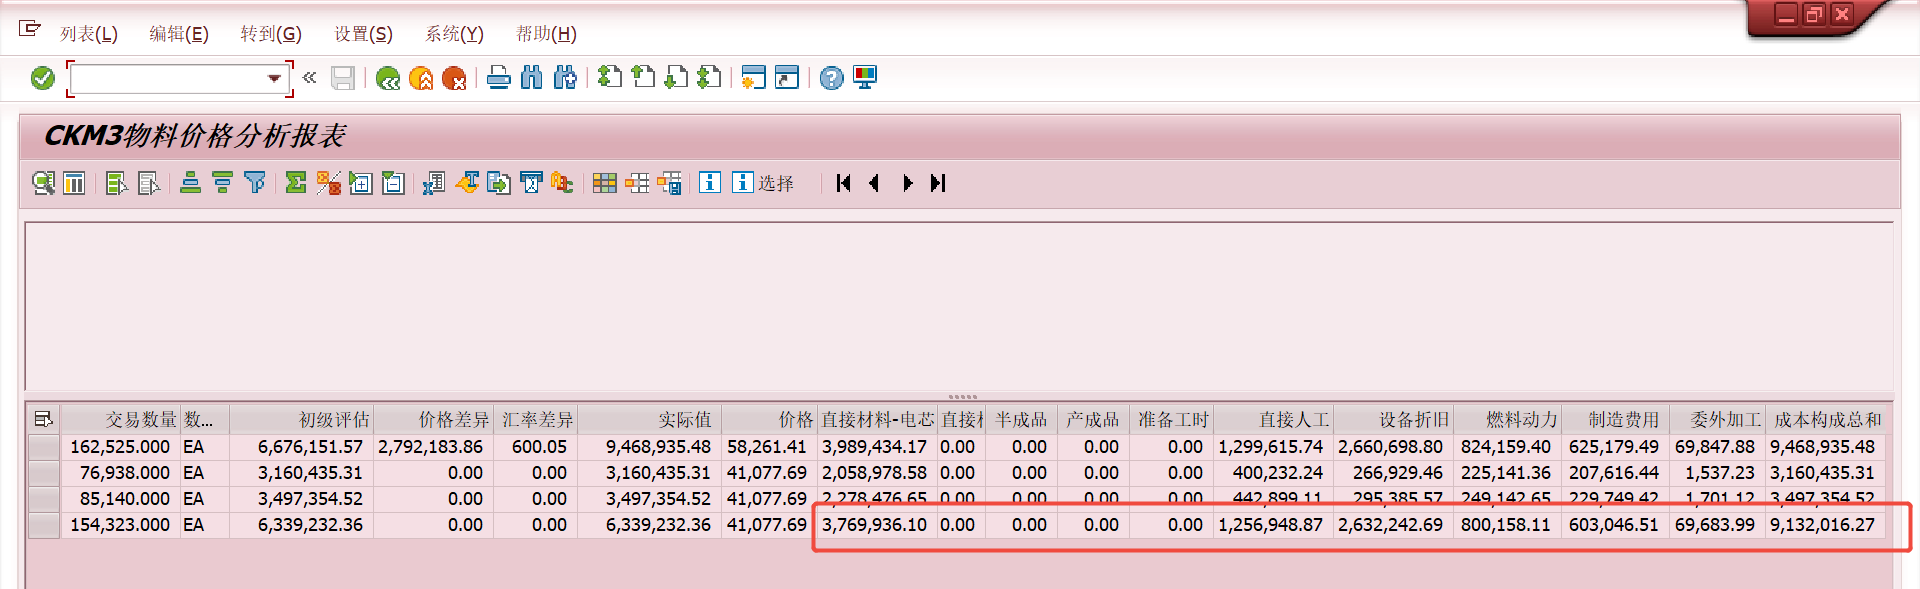 列表(L) 编辑(E) 转到(G) 设置(S) 系统(Y) 帮助(H)
CKM3物料价格分析报表
选择
交易数量 数... 初级评估 价格差异 汇率差异 实际值 价格 直接材料-电芯 直接材 半成品 产成品 准备工时 直接人工 设备折旧 燃料动力 制造费用 委外加工 成本构成总和
162,525.000 EA 6,676,151.57 2,792,183.86 600.05 9,468,935.48 58,261.41 3,989,434.17 0.00 0.00 0.00 0.00 1,299,615.74 2,660,698.80 824,159.40 625,179.49 69,847.88 9,468,935.48
76,938.000 EA 3,160,435.31 0.00 0.00 3,160,435.31 41,077.69 2,058,978.58 0.00 0.00 0.00 0.00 400,232.24 266,929.46 225,141.36 207,616.44 1,537.23 3,160,435.31
85,140.000 EA 3,497,354.52 0.00 0.00 3,497,354.52 41,077.69 2,278,476.65 0.00 0.00 0.00 0.00 442,899.11 295,385.57 249,142.65 229,749.42 1,701.12 3,497,354.52
154,323.000 EA 6,339,232.36 0.00 0.00 6,339,232.36 41,077.69 3,769,936.10 0.00 0.00 0.00 0.00 1,256,948.87 2,632,242.69 800,158.11 603,046.51 69,683.99 9,132,016.27